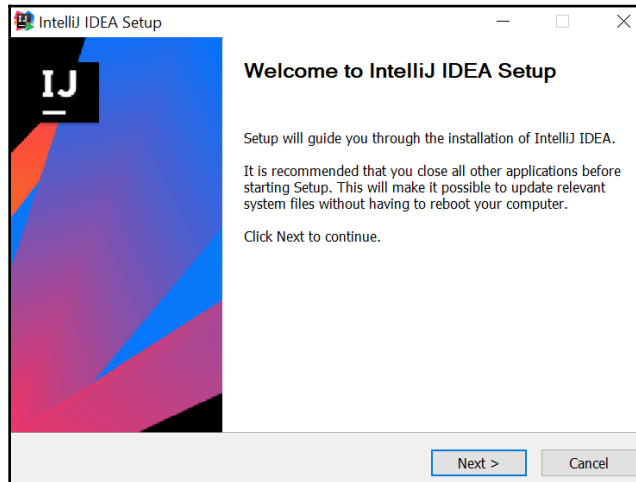 IntelliJ IDEA Setup
IJ
Welcome to IntelliJ IDEA Setup
Setup will guide you through the installation of IntelliJ IDEA.
It is recommended that you close all other applications before
starting Setup. This will make it possible to update relevant
system files without having to reboot your computer.
Click Next to continue.
Next >
Cancel